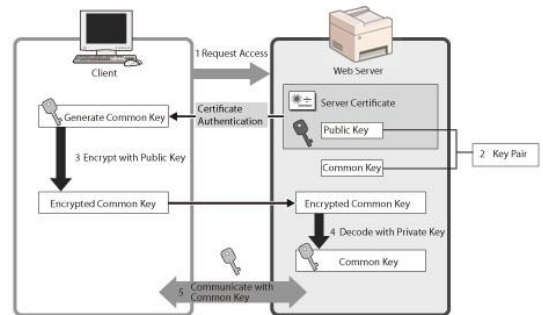 1 Request Access
Client
Web Server
Server Certificate
Certificate
Authentication
Generate Common Key
Public Key
2 Key Pair
3 Encrypt with Public Key
Common Key
Encrypted Common Key
Encrypted Common Key
4 Decode with Private Key
Common Key
5 Communicate with
Common Key